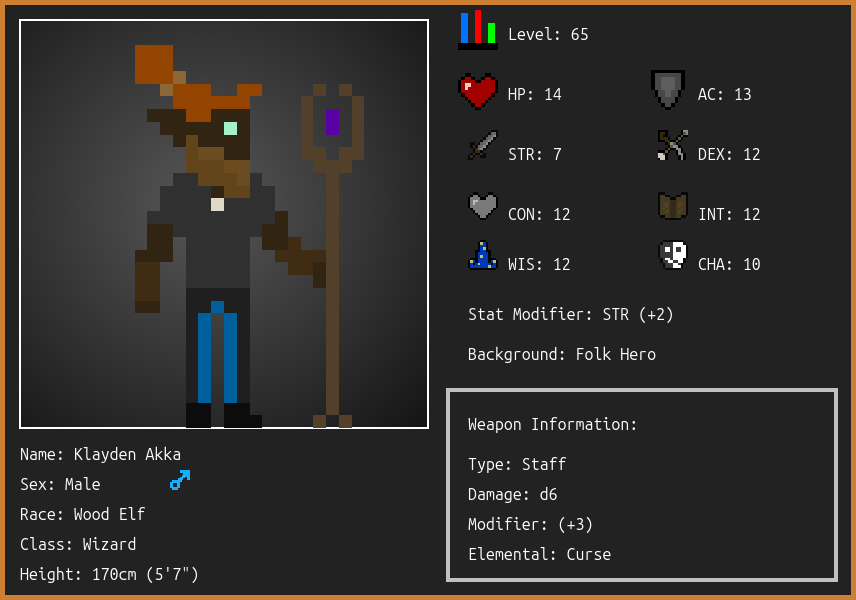 Level: 65
HP: 14
AC: 13
STR: 7
DEX: 12
CON: 12
INT: 12
WIS: 12
CHA: 10
Stat Modifier: STR (+2)
Background: Folk Hero
Weapon Information:
Type: Staff
Damage: d6
Modifier: (+3)
Elemental: Curse
Name: Klayden Akka
Sex: Male
Race: Wood Elf
Class: Wizard
Height: 170cm (5'7")